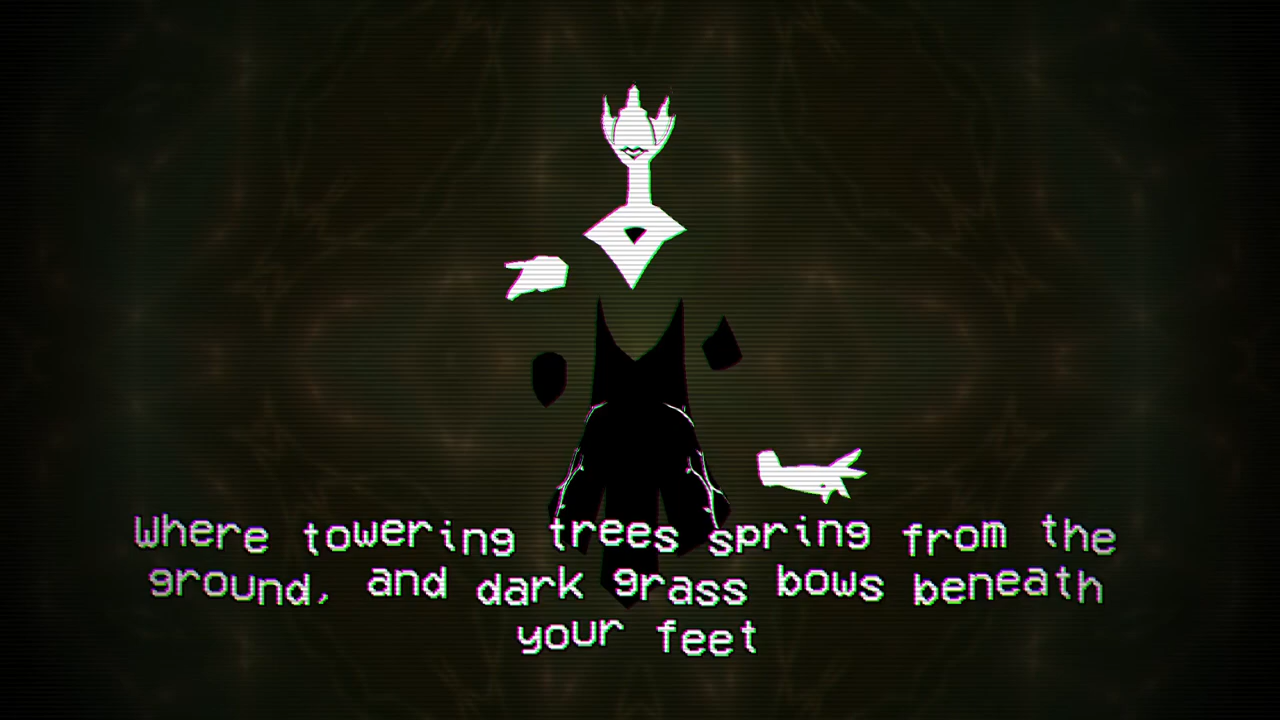 Where towering trees spring from the
ground, and dark grass bows beneath
your feet